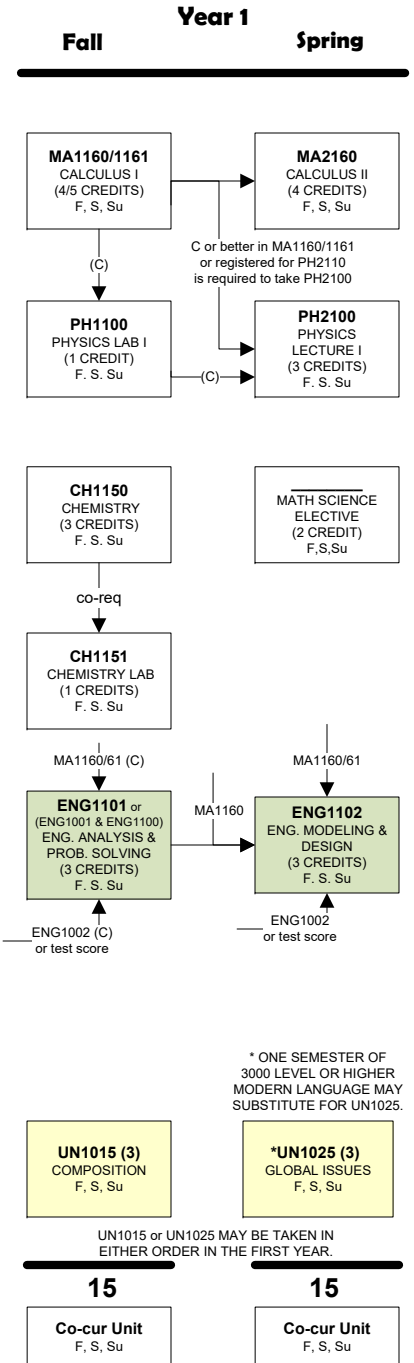 Year 1
Fall Spring
MA1160/1161
CALCULUS I
(4/5 CREDITS)
F, S, Su
MA2160
CALCULUS II
(4 CREDITS)
F, S, Su
C or better in MA1160/1161
or registered for PH2110
is required to take PH2100
(C)
PH1100
PHYSICS LAB I
(1 CREDIT)
F. S. Su
(C)
PH2100
PHYSICS
LECTURE I
(3 CREDITS)
F. S. Su
CH1150
CHEMISTRY
(3 CREDITS)
F. S. Su
MATH SCIENCE
ELECTIVE
(2 CREDIT)
F,S,Su
co-req
CH1151
CHEMISTRY LAB
(1 CREDITS)
F. S. Su
MA1160/61 (C)
MA1160/61
ENG1101 or
(ENG1001 & ENG1100)
ENG. ANALYSIS &
PROB. SOLVING
(3 CREDITS)
F. S. Su
MA1160
ENG1102
ENG. MODELING &
DESIGN
(3 CREDITS)
F. S. Su
ENG1002 (C)
or test score
ENG1002
or test score
* ONE SEMESTER OF
3000 LEVEL OR HIGHER
MODERN LANGUAGE MAY
SUBSTITUTE FOR UN1025.
UN1015 (3)
COMPOSITION
F, S, Su
*UN1025 (3)
GLOBAL ISSUES
F, S, Su
UN1015 or UN1025 MAY BE TAKEN IN
EITHER ORDER IN THE FIRST YEAR.
15 15
Co-cur Unit
F, S, Su
Co-cur Unit
F, S, Su